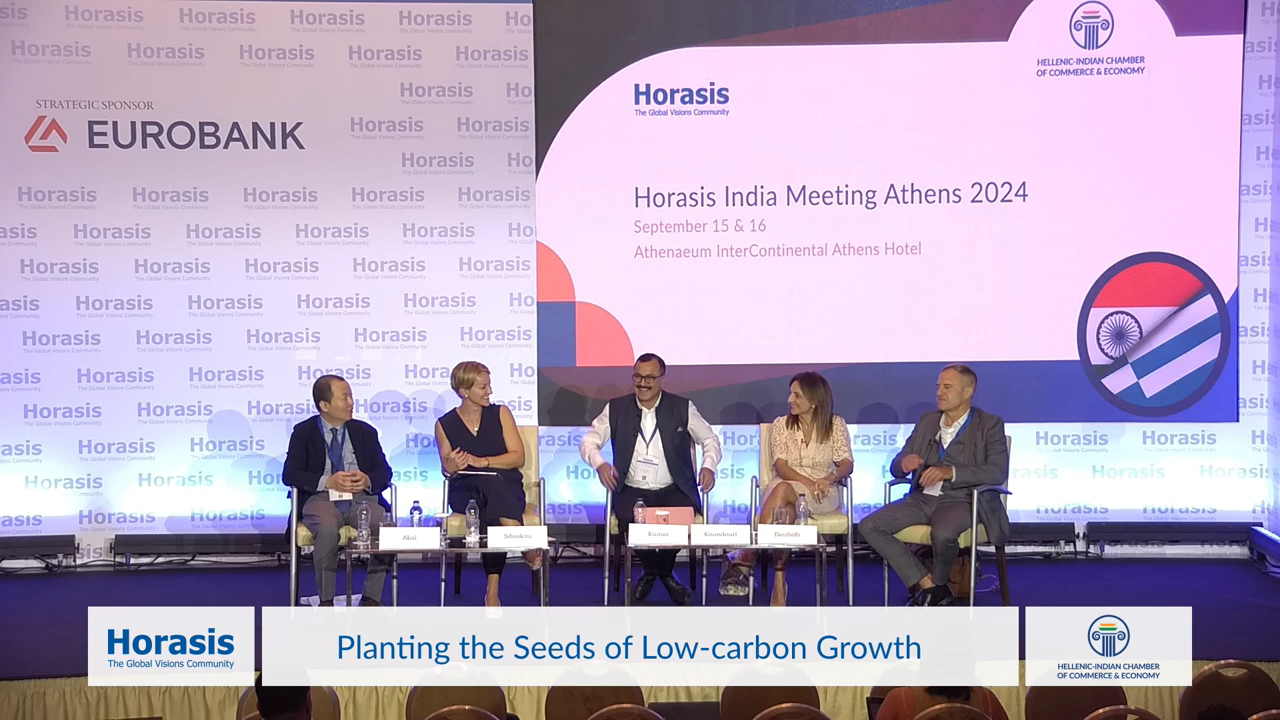 STRATEGIC SPONSOR
EUROBANK
Horasis
The Global Visions Community
HELLENIC-INDIAN CHAMBER
OF COMMERCE & ECONOMY
Horasis India Meeting Athens 2024
September 15 & 16
Athenaeum InterContinental Athens Hotel
Akai
Sdoukou
Kumar
Koundouri
Horasis
The Global Visions Community
Planting the Seeds of Low-carbon Growth
HELLENIC-INDIAN CHAMBER
OF COMMERCE & ECONOMY